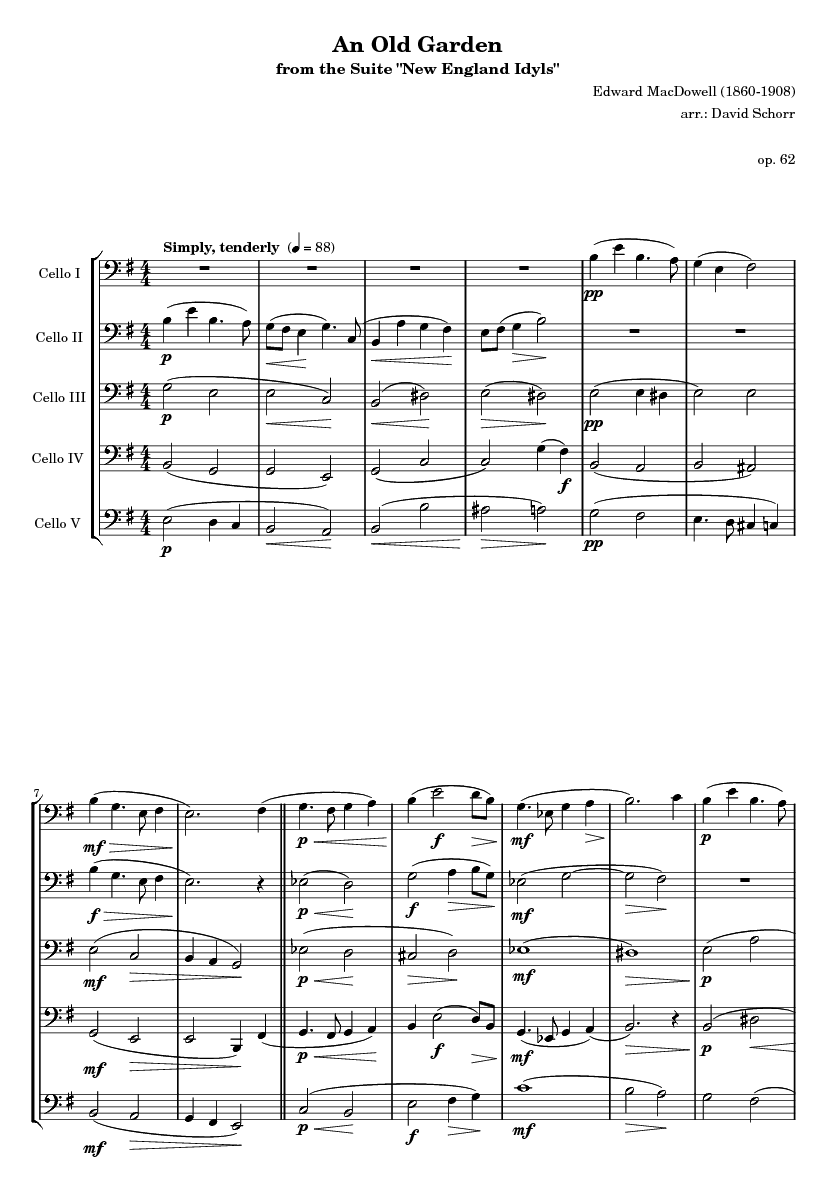 An Old Garden
from the Suite "New England Idyls"
Edward MacDowell (1860-1908)
arr.: David Schorr
op. 62
Simply, tenderly (♩ = 88)
Cello I
pp
Cello II
p
Cello III
p pp
Cello IV
f
Cello V
p pp
7
mf p f mf p
f p f mf
mf p mf p
mf p f mf p
mf p f mf